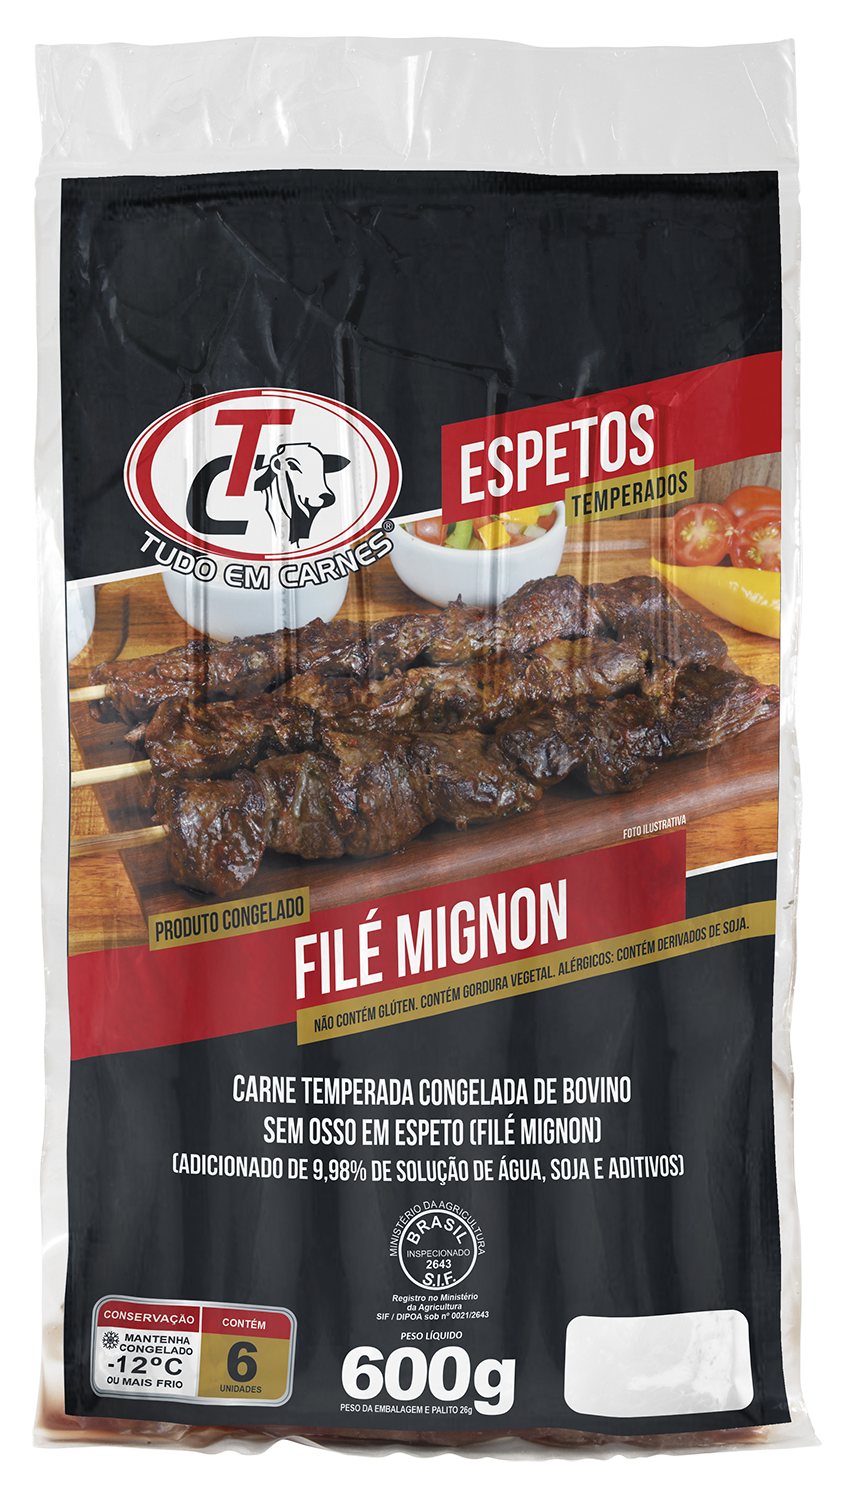 ESPETOS
TEMPERADOS
TC
TUDO EM CARNES®
FOTO ILUSTRATIVA
PRODUTO CONGELADO
FILÉ MIGNON
NÃO CONTÉM GLÚTEN. CONTÉM GORDURA VEGETAL. ALÉRGICOS: CONTÉM DERIVADOS DE SOJA.
CARNE TEMPERADA CONGELADA DE BOVINO
SEM OSSO EM ESPETO (FILÉ MIGNON)
(ADICIONADO DE 9,98% DE SOLUÇÃO DE ÁGUA, SOJA E ADITIVOS)
MINISTÉRIO DA AGRICULTURA
BRASIL
INSPECIONADO
2643
S.I.F.
Registro no Ministério
da Agricultura
SIF / DIPOA sob nº 0021/2643
CONSERVAÇÃO
MANTENHA
CONGELADO
-12ºC
OU MAIS FRIO
CONTÉM
6
UNIDADES
PESO LÍQUIDO
600g
PESO DA EMBALAGEM E PALITO 26g